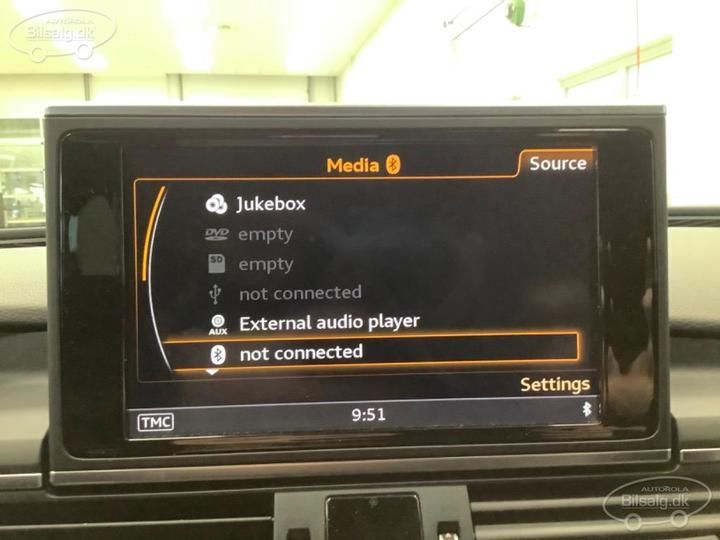 AUTOROLA
Bilsalg.dk
Media
Source
Jukebox
DVD empty
SD empty
not connected
AUX External audio player
not connected
Settings
TMC 9:51
AUTOROLA
Bilsalg.dk